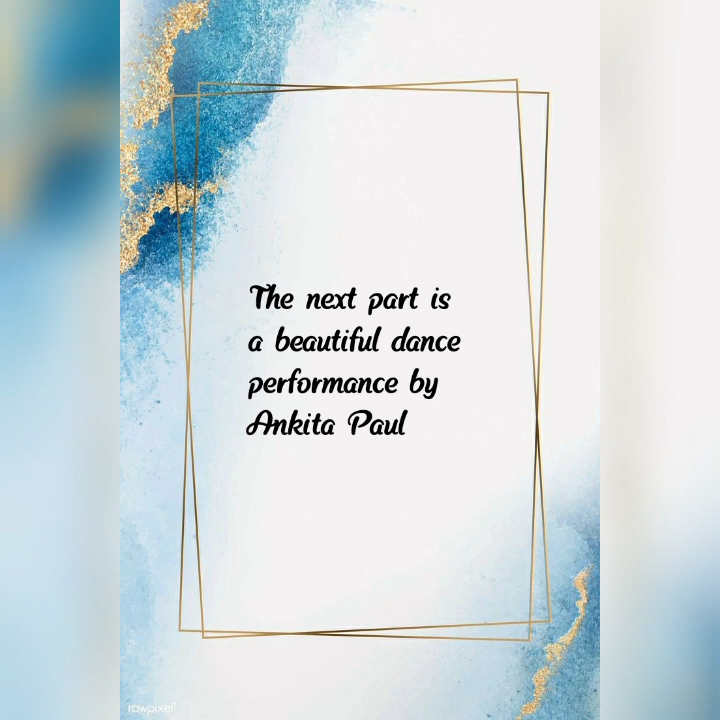 The next part is
a beautiful dance
performance by
Ankita Paul
rawpixel